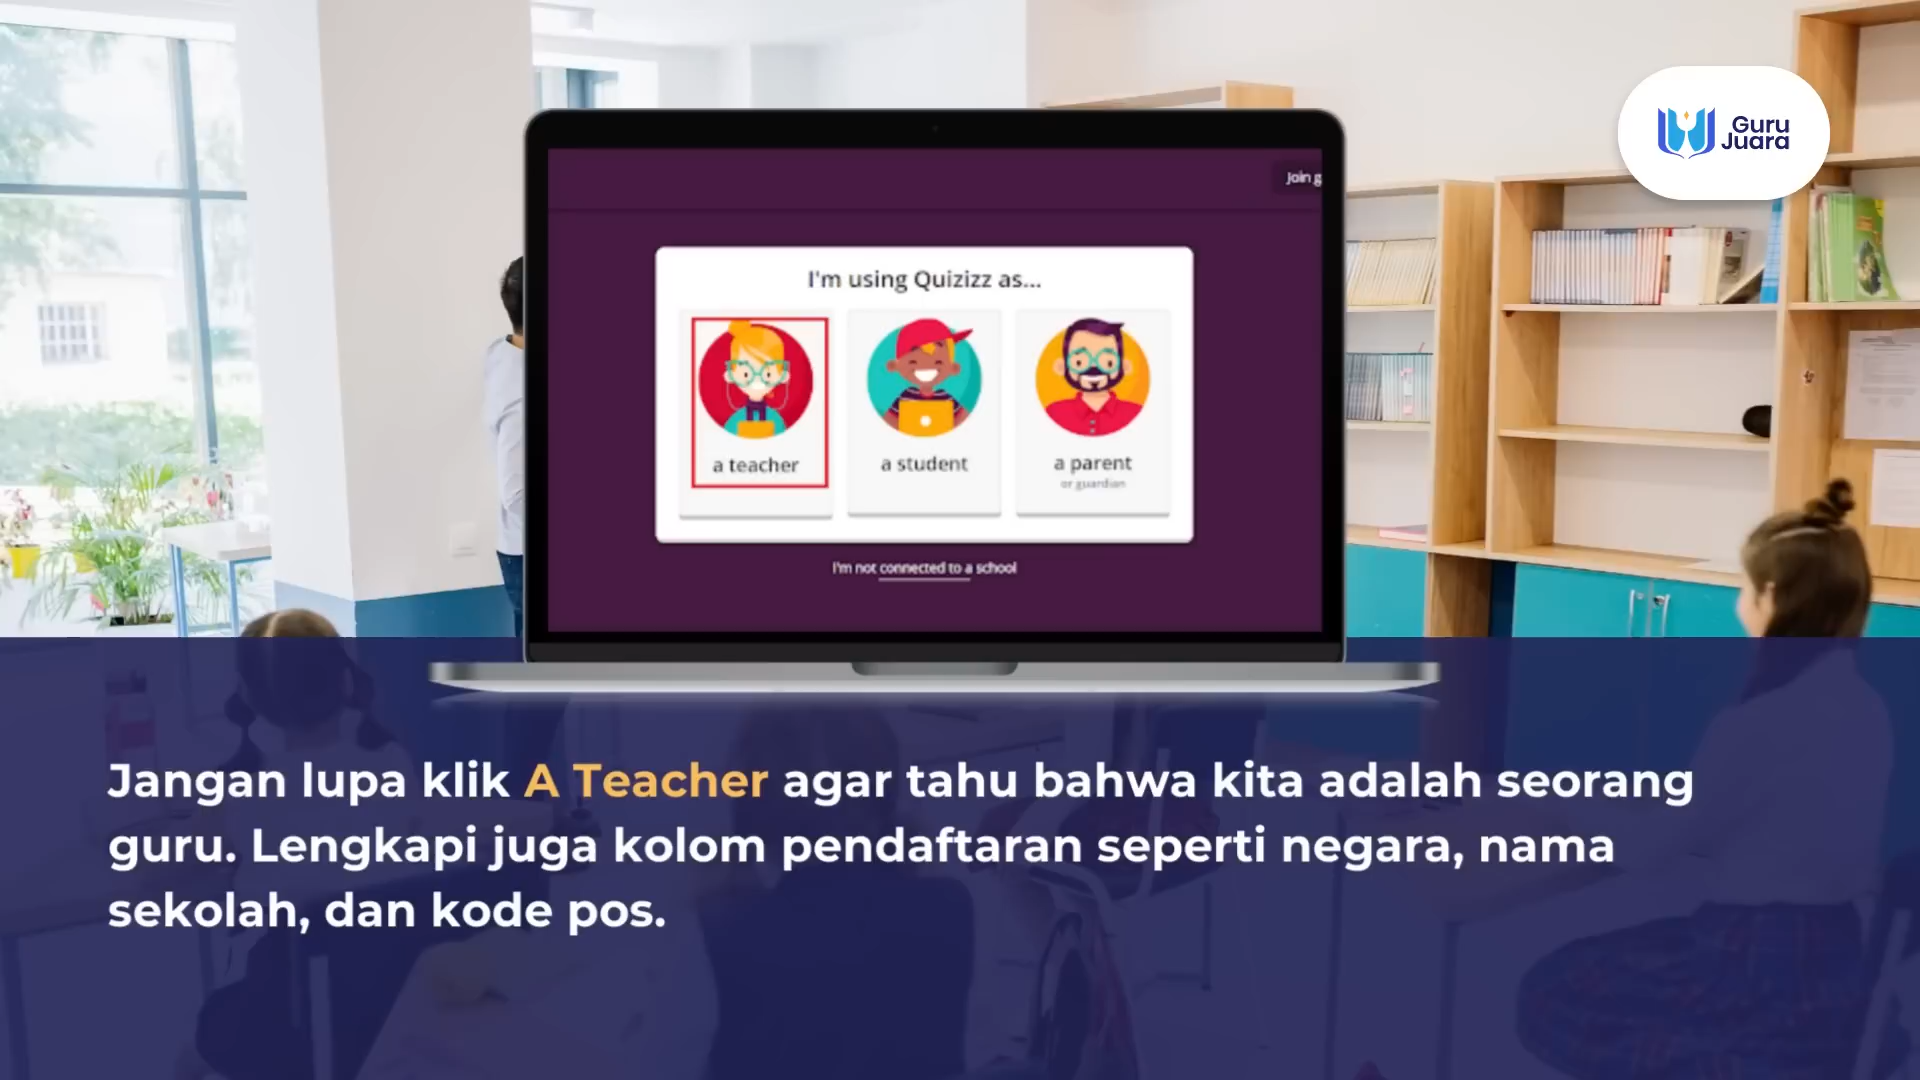 Guru
Juara
Join g
I'm using Quizizz as...
a teacher
a student
a parent
or guardian
I'm not connected to a school
Jangan lupa klik A Teacher agar tahu bahwa kita adalah seorang
guru. Lengkapi juga kolom pendaftaran seperti negara, nama
sekolah, dan kode pos.